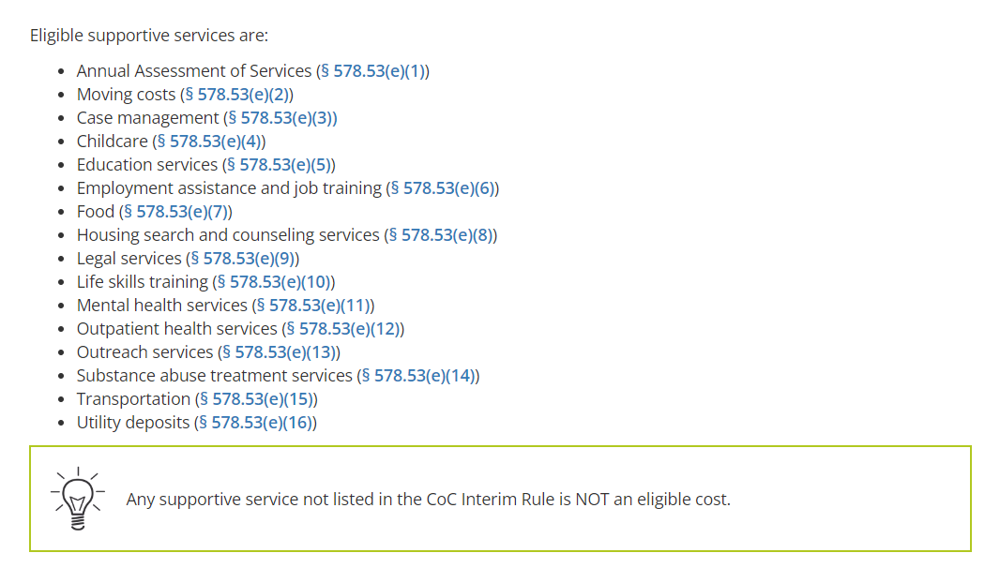 Eligible supportive services are:
• Annual Assessment of Services (§ 578.53(e)(1))
• Moving costs (§ 578.53(e)(2))
• Case management (§ 578.53(e)(3))
• Childcare (§ 578.53(e)(4))
• Education services (§ 578.53(e)(5))
• Employment assistance and job training (§ 578.53(e)(6))
• Food (§ 578.53(e)(7))
• Housing search and counseling services (§ 578.53(e)(8))
• Legal services (§ 578.53(e)(9))
• Life skills training (§ 578.53(e)(10))
• Mental health services (§ 578.53(e)(11))
• Outpatient health services (§ 578.53(e)(12))
• Outreach services (§ 578.53(e)(13))
• Substance abuse treatment services (§ 578.53(e)(14))
• Transportation (§ 578.53(e)(15))
• Utility deposits (§ 578.53(e)(16))
Any supportive service not listed in the CoC Interim Rule is NOT an eligible cost.